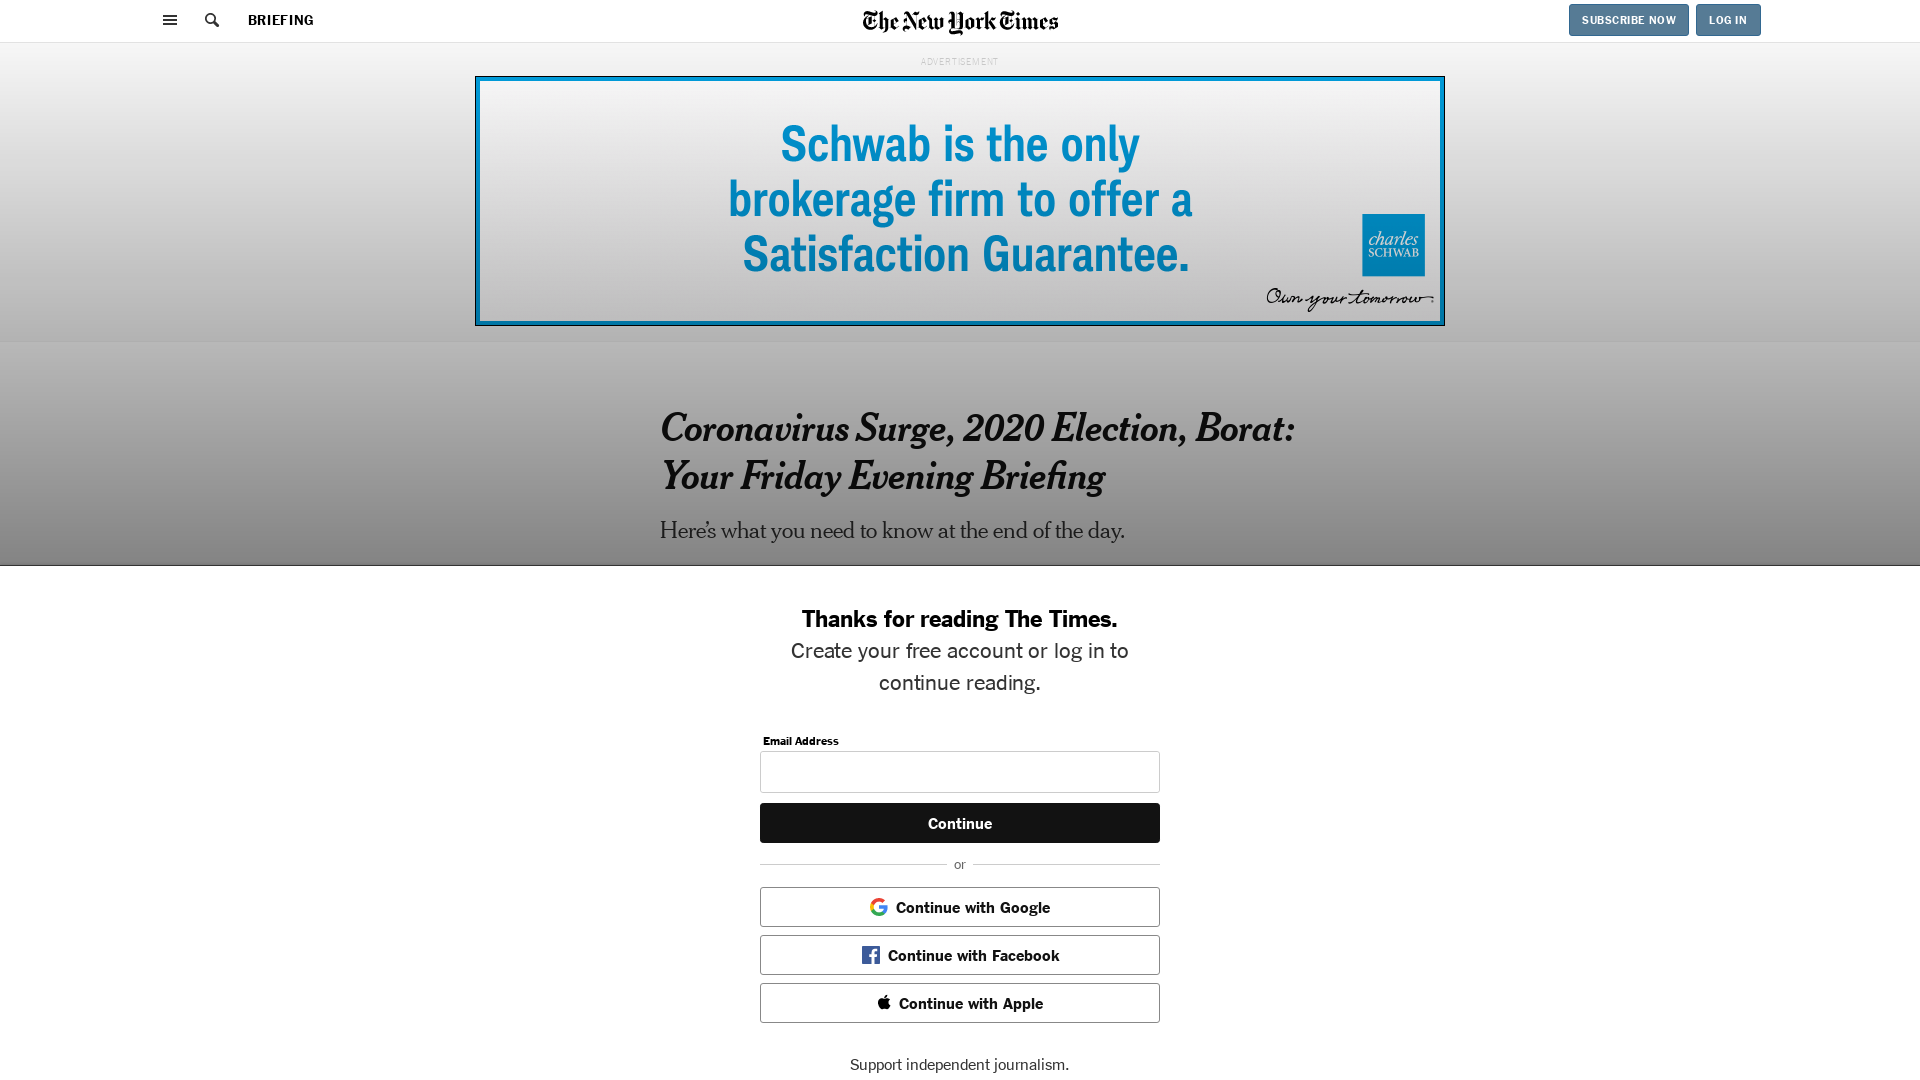 BRIEFING
The New York Times
SUBSCRIBE NOW
LOG IN
ADVERTISEMENT
Schwab is the only
brokerage firm to offer a
Satisfaction Guarantee.
charles
SCHWAB
Own your tomorrow
Coronavirus Surge, 2020 Election, Borat:
Your Friday Evening Briefing
Here’s what you need to know at the end of the day.
Thanks for reading The Times.
Create your free account or log in to
continue reading.
Email Address
Continue
or
Continue with Google
Continue with Facebook
Continue with Apple
Support independent journalism.